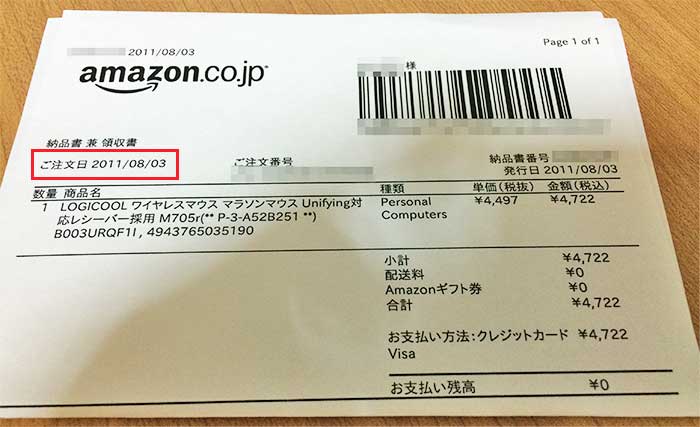 2011/08/03
Page 1 of 1
amazon.co.jp
様
納品書 兼 領収書
ご注文日 2011/08/03
ご注文番号
納品書番号
発行日 2011/08/03
数量 商品名 種類 単価(税抜) 金額(税込)
1 LOGICOOL ワイヤレスマウス マラソンマウス Unifying対 Personal ¥4,497 ¥4,722
応レシーバー採用 M705r(** P-3-A52B251 **) Computers
B003URQF1I , 4943765035190
小計 ¥4,722
配送料 ¥0
Amazonギフト券 ¥0
合計 ¥4,722
お支払い方法:クレジットカード ¥4,722
Visa
お支払い残高 ¥0